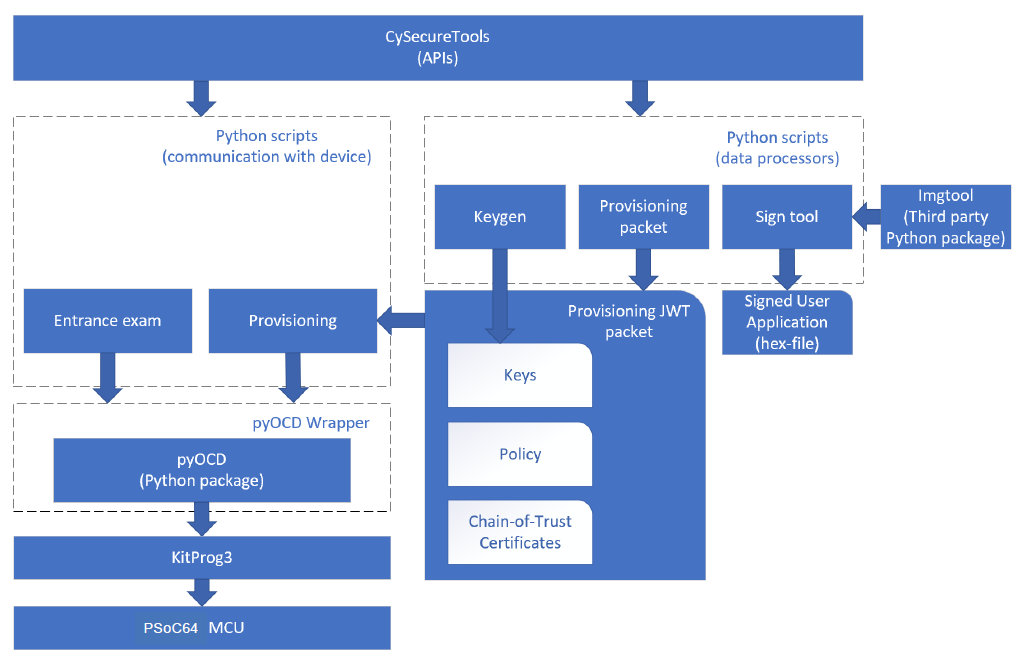 CySecureTools
(APIs)
Python scripts
(communication with device)
Python scripts
(data processors)
Keygen
Provisioning
packet
Sign tool
Imgtool
(Third party
Python package)
Entrance exam
Provisioning
Provisioning JWT
packet
Signed User
Application
(hex-file)
Keys
Policy
Chain-of-Trust
Certificates
pyOCD Wrapper
pyOCD
(Python package)
KitProg3
PSoC64 MCU